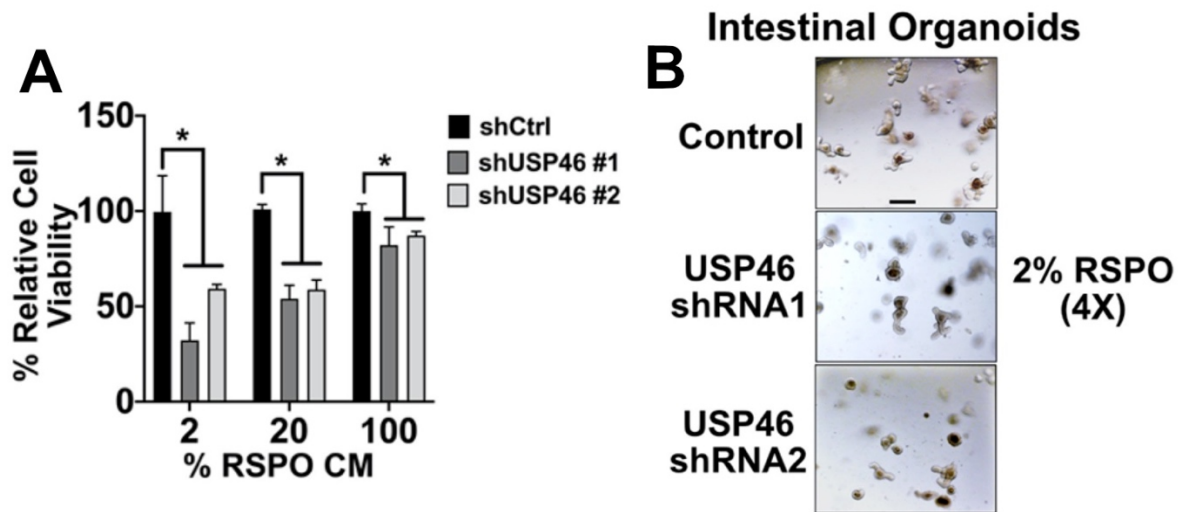 A
150
100
50
0
% Relative Cell
Viability
*
*
*
2
20
100
% RSPO CM
shCtrl
shUSP46 #1
shUSP46 #2
Intestinal Organoids
B
Control
USP46
shRNA1
USP46
shRNA2
2% RSPO
(4X)